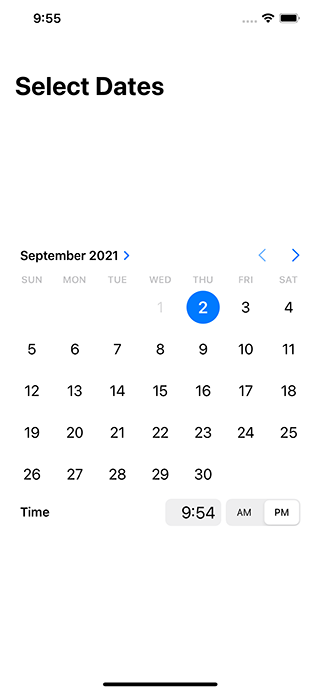 9:55
Select Dates
September 2021
SUN MON TUE WED THU FRI SAT
1 2 3 4
5 6 7 8 9 10 11
12 13 14 15 16 17 18
19 20 21 22 23 24 25
26 27 28 29 30
Time 9:54 AM PM